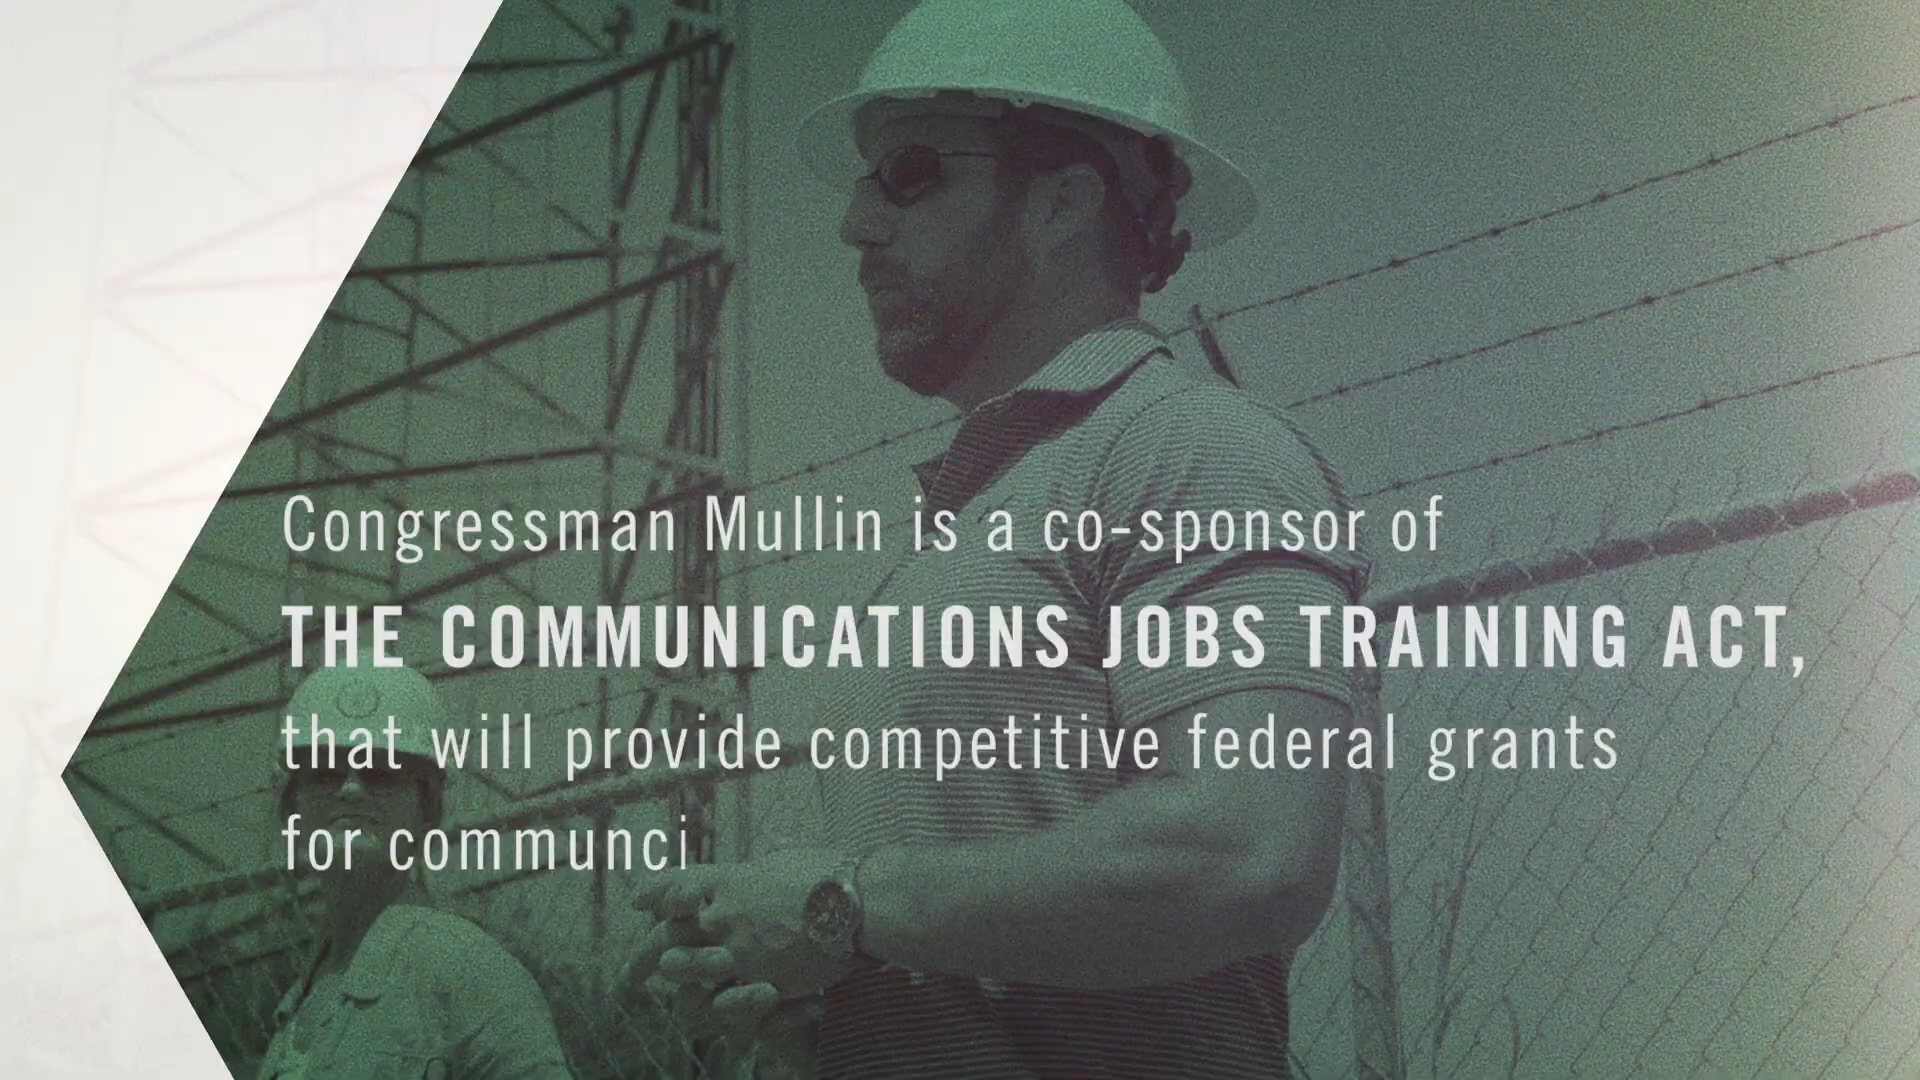 Congressman Mullin is a co-sponsor of
THE COMMUNICATIONS JOBS TRAINING ACT,
that will provide competitive federal grants
for communci